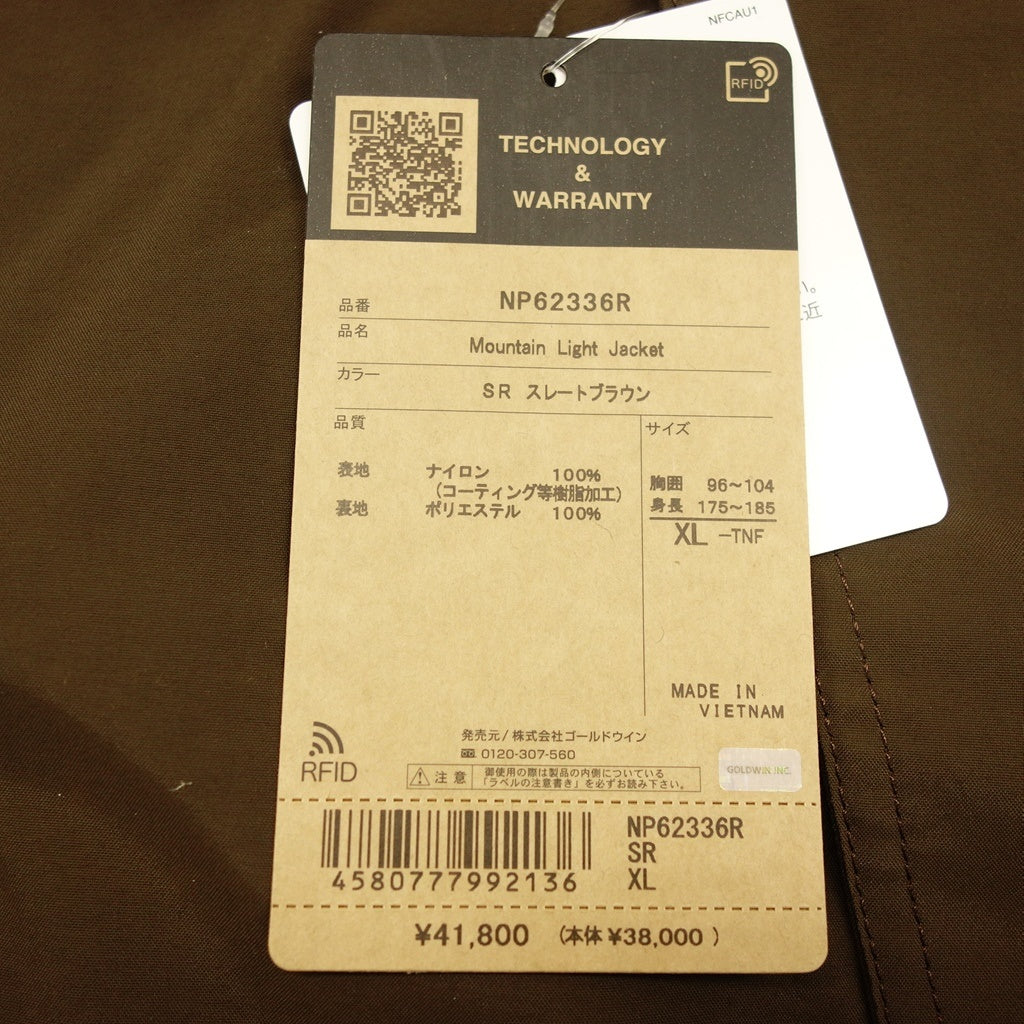 NFCAU1
RFID
TECHNOLOGY
&
WARRANTY
い。
近
品番 NP62336R
品名 Mountain Light Jacket
カラー SR スレートブラウン
品質 サイズ
表地 ナイロン 100%
(コーティング等樹脂加工)
裏地 ポリエステル 100%
胸囲 96～104
身長 175～185
XL -TNF
MADE IN
VIETNAM
発売元/株式会社ゴールドウイン
0120-307-560
RFID
注意 御使用の際は製品の内側についている
「ラベルの注意書き」を必ずお読み下さい。
GOLDWIN INC.
4580777992136
NP62336R
SR
XL
¥41,800 (本体¥38,000 )